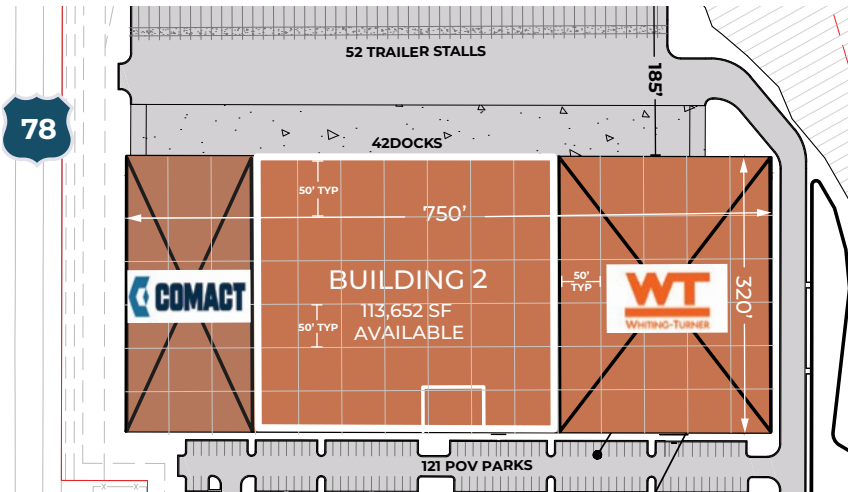 52 TRAILER STALLS
185'
78
42DOCKS
50' TYP
750'
BUILDING 2
113,652 SF
AVAILABLE
50' TYP
50'
TYP
320'
COMACT
WT
WHITING-TURNER
121 POV PARKS